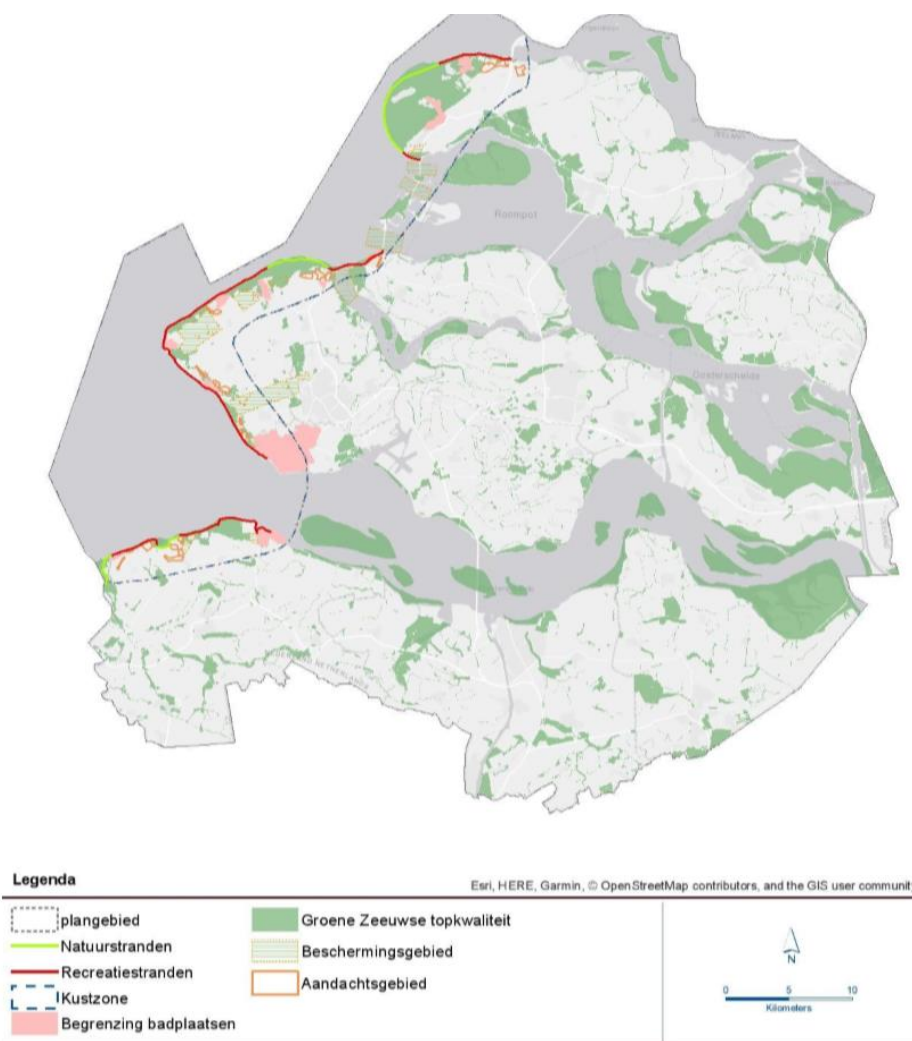 Roompot
Oosterschelde
Legenda
Esri, HERE, Garmin, © OpenStreetMap contributors, and the GIS user community
plangebied
Natuurstranden
Recreatiestranden
Kustzone
Begrenzing badplaatsen
Groene Zeeuwse topkwaliteit
Beschermingsgebied
Aandachtsgebied
N
0 5 10
Kilometers